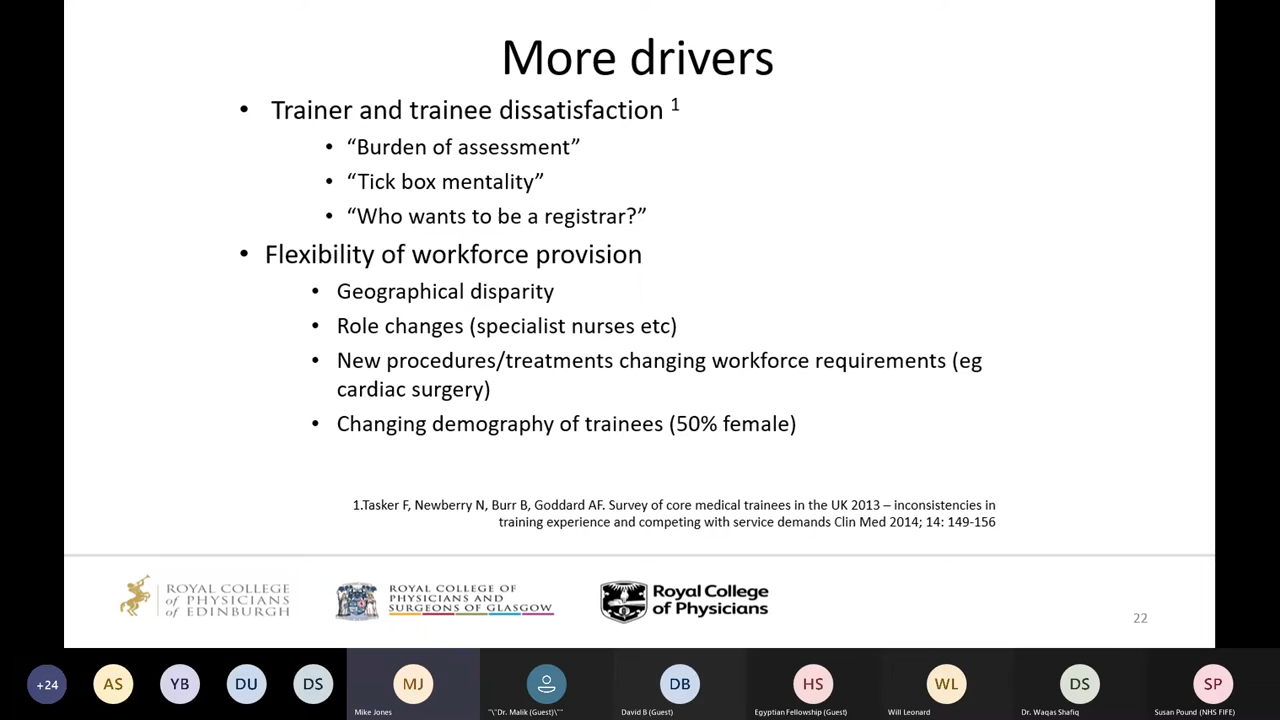 More drivers
• Trainer and trainee dissatisfaction 1
• “Burden of assessment”
• “Tick box mentality”
• “Who wants to be a registrar?”
• Flexibility of workforce provision
• Geographical disparity
• Role changes (specialist nurses etc)
• New procedures/treatments changing workforce requirements (eg
cardiac surgery)
• Changing demography of trainees (50% female)
1.Tasker F, Newberry N, Burr B, Goddard AF. Survey of core medical trainees in the UK 2013 – inconsistencies in
training experience and competing with service demands Clin Med 2014; 14: 149-156
ROYAL COLLEGE
of PHYSICIANS
of EDINBURGH
ROYAL COLLEGE OF
PHYSICIANS AND
SURGEONS OF GLASGOW
Royal College
of Physicians
22
+24
AS
YB
DU
DS
MJ
DB
HS
WL
DS
SP
Mike Jones
"\"Dr. Malik (Guest)\""
David B (Guest)
Egyptian Fellowship (Guest)
Will Leonard
Dr. Waqas Shafiq
Susan Pound (NHS FIFE)